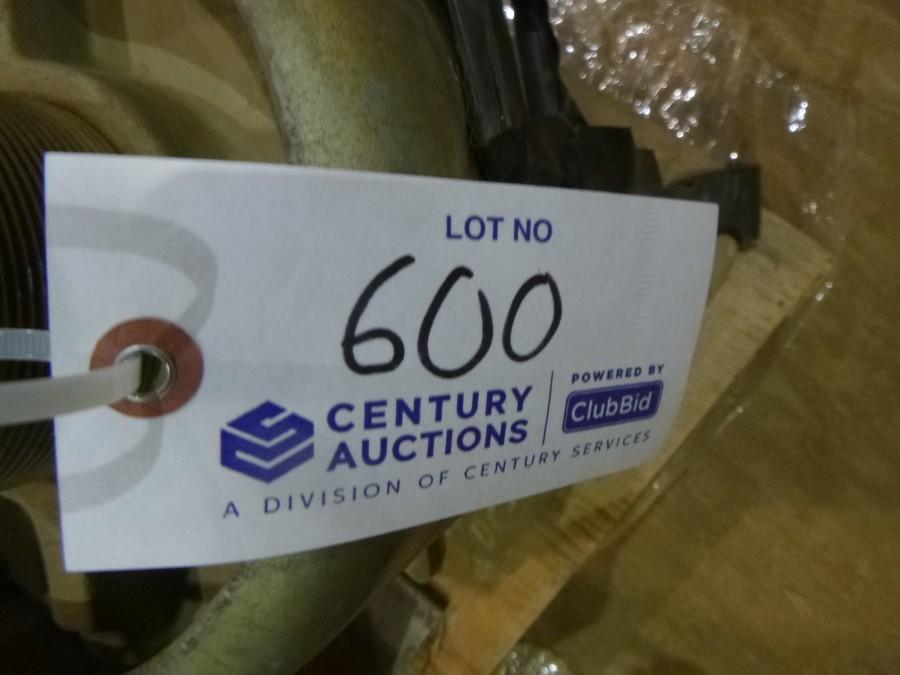 LOT NO
600
CENTURY
AUCTIONS
POWERED BY
ClubBid
A DIVISION OF CENTURY SERVICES